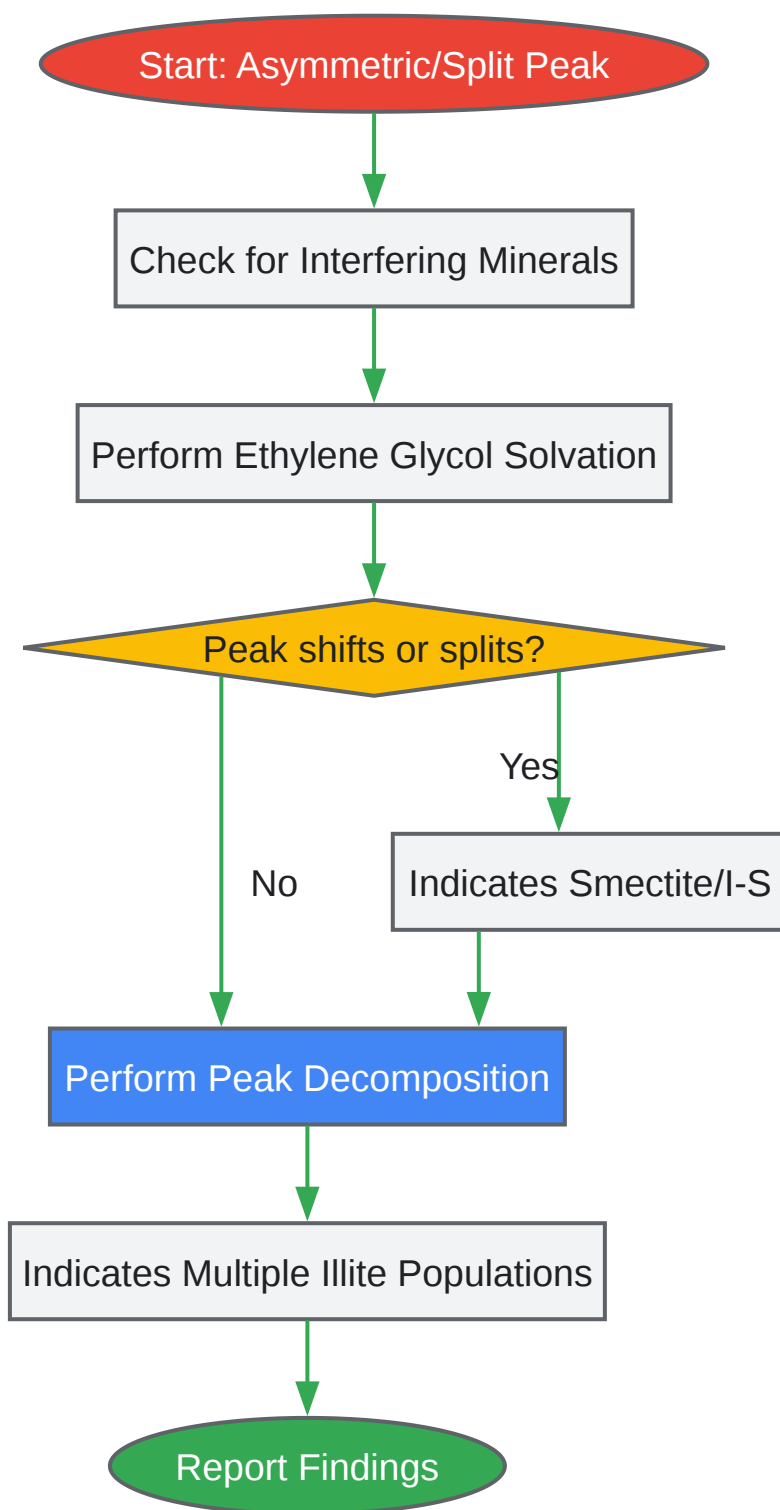 Start: Asymmetric/Split Peak
Check for Interfering Minerals
Perform Ethylene Glycol Solvation
Peak shifts or splits?
Yes
No
Indicates Smectite/I-S
Perform Peak Decomposition
Indicates Multiple Illite Populations
Report Findings